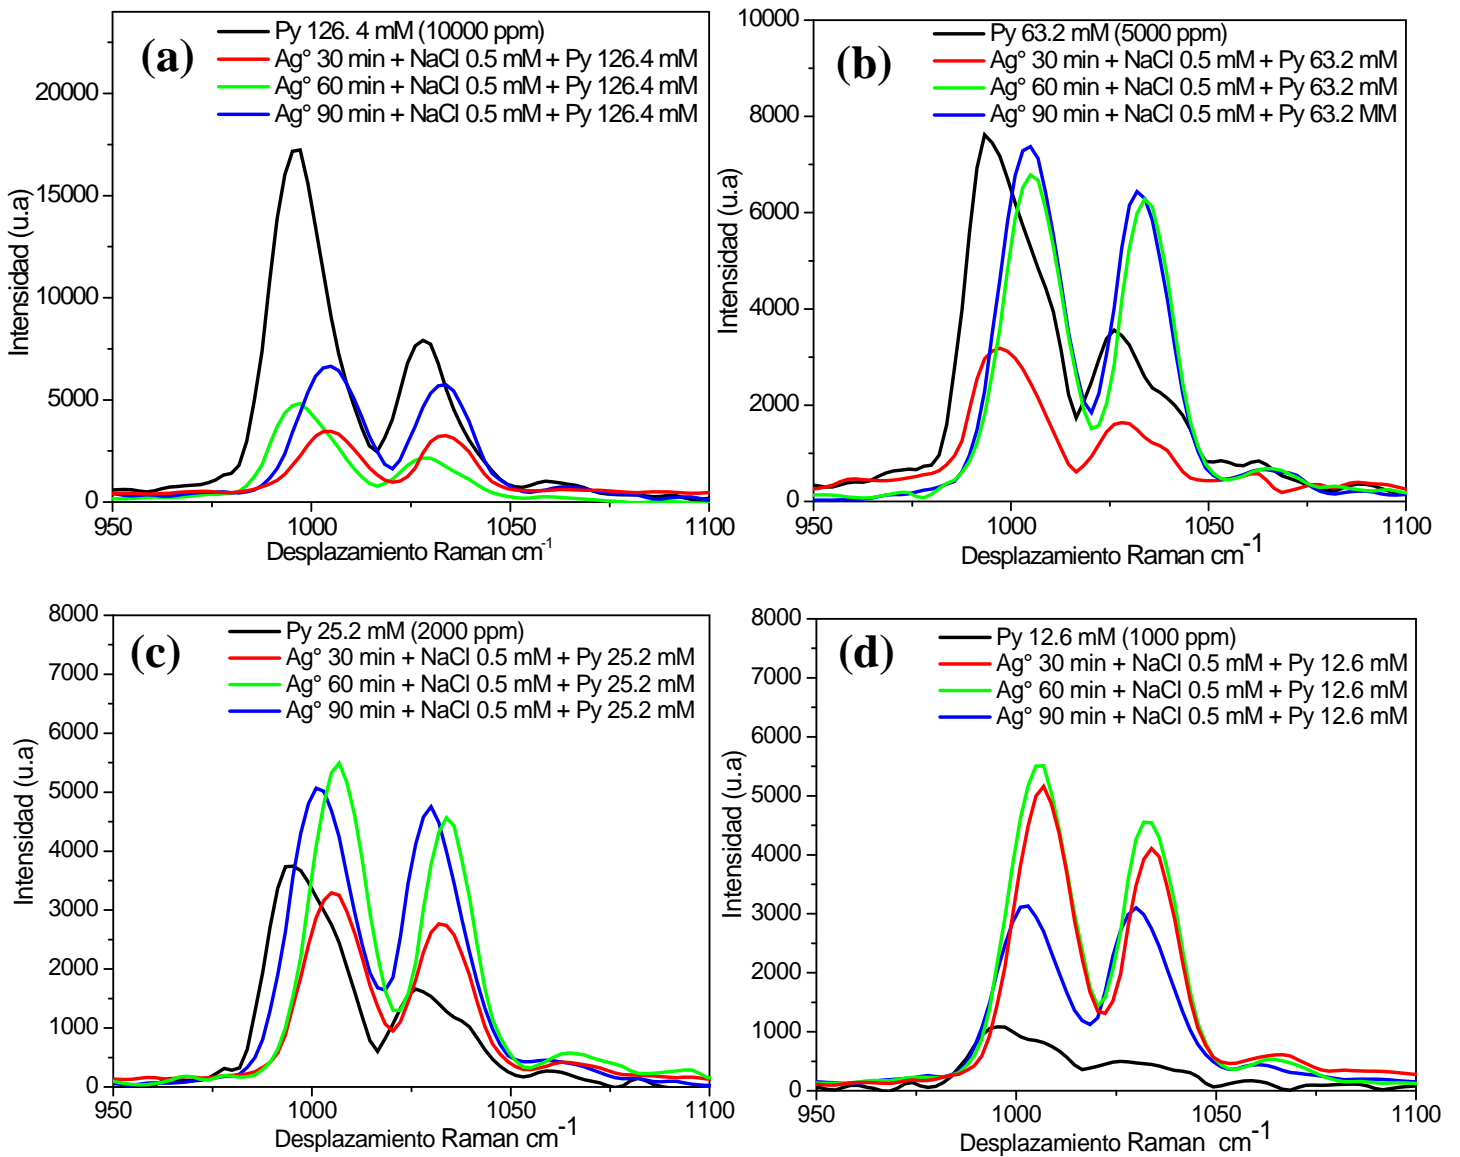 (a)
Py 126. 4 mM (10000 ppm)
Ag° 30 min + NaCl 0.5 mM + Py 126.4 mM
Ag° 60 min + NaCl 0.5 mM + Py 126.4 mM
Ag° 90 min + NaCl 0.5 mM + Py 126.4 mM
Intensidad (u.a)
20000
15000
10000
5000
0
950
1000
1050
1100
Desplazamiento Raman cm-1
(b)
Py 63.2 mM (5000 ppm)
Ag° 30 min + NaCl 0.5 mM + Py 63.2 mM
Ag° 60 min + NaCl 0.5 mM + Py 63.2 mM
Ag° 90 min + NaCl 0.5 mM + Py 63.2 MM
Intensidad (u.a)
10000
8000
6000
4000
2000
0
950
1000
1050
1100
Desplazamiento Raman cm-1
(c)
Py 25.2 mM (2000 ppm)
Ag° 30 min + NaCl 0.5 mM + Py 25.2 mM
Ag° 60 min + NaCl 0.5 mM + Py 25.2 mM
Ag° 90 min + NaCl 0.5 mM + Py 25.2 mM
Intensidad (u.a)
8000
7000
6000
5000
4000
3000
2000
1000
0
950
1000
1050
1100
Desplazamiento Raman cm-1
(d)
Py 12.6 mM (1000 ppm)
Ag° 30 min + NaCl 0.5 mM + Py 12.6 mM
Ag° 60 min + NaCl 0.5 mM + Py 12.6 mM
Ag° 90 min + NaCl 0.5 mM + Py 12.6 mM
Intensidad (u.a)
8000
7000
6000
5000
4000
3000
2000
1000
0
950
1000
1050
1100
Desplazamiento Raman cm-1